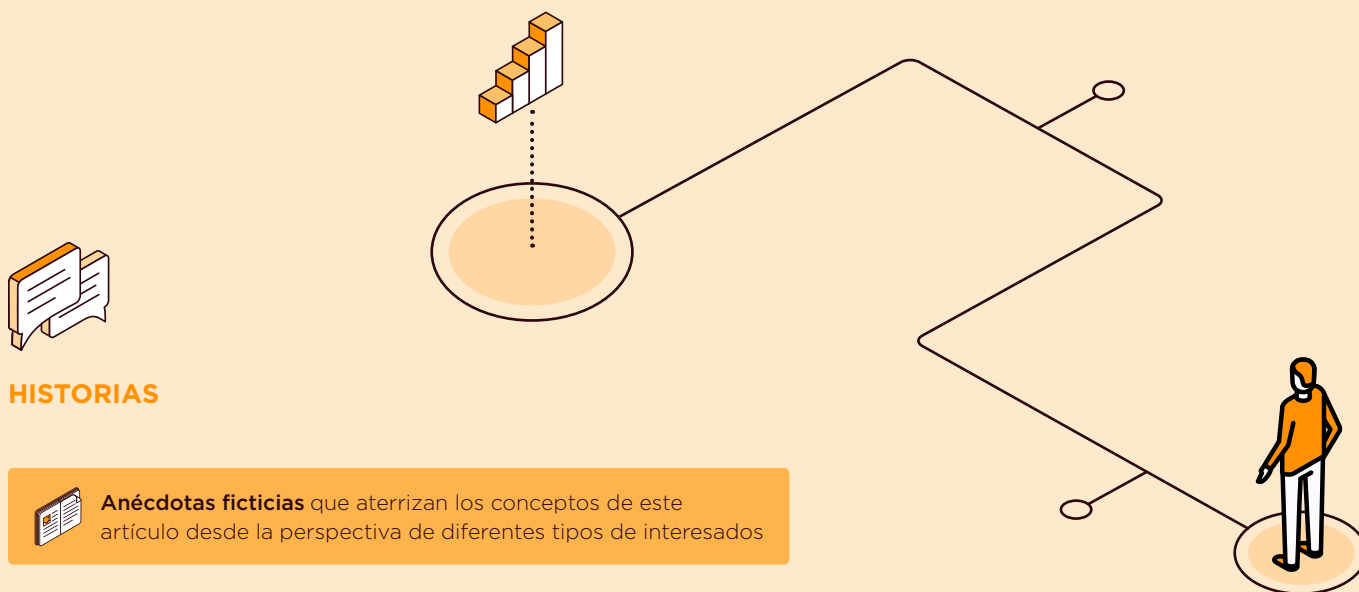 HISTORIAS
Anécdotas ficticias que aterrizan los conceptos de este
artículo desde la perspectiva de diferentes tipos de interesados